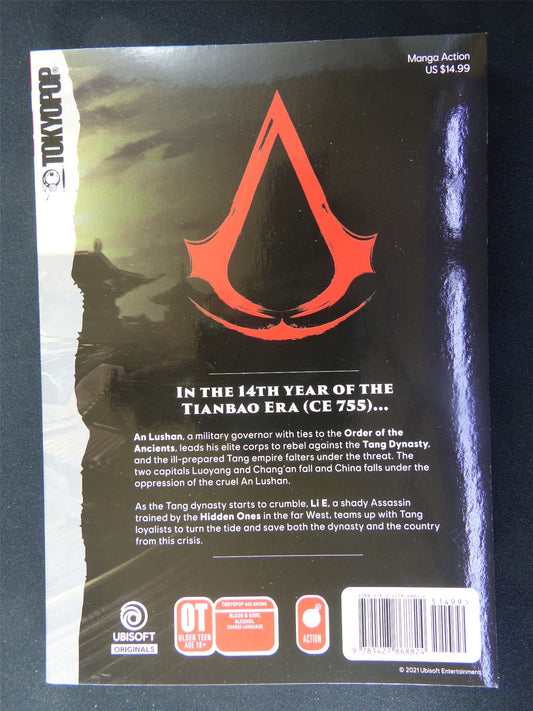 TOKYOPOP®
Manga Action
US $14.99
IN THE 14TH YEAR OF THE
TIANBAO ERA (CE 755)...
An Lushan, a military governor with ties to the Order of the
Ancients, leads his elite corps to rebel against the Tang Dynasty,
and the ill-prepared Tang empire falters under the threat. The
two capitals Luoyang and Chang'an fall and China falls under the
oppression of the cruel An Lushan.
As the Tang dynasty starts to crumble, Li E, a shady Assassin
trained by the Hidden Ones in the far West, teams up with Tang
loyalists to turn the tide and save both the dynasty and the country
from this crisis.
UBISOFT
ORIGINALS
OT
OLDER TEEN
AGE 16+
TOKYOPOP AGE RATING
BLOOD & GORE,
ALCOHOL,
COARSE LANGUAGE
ACTION
51499>
9 781427 868824
© 2021 Ubisoft Entertainment